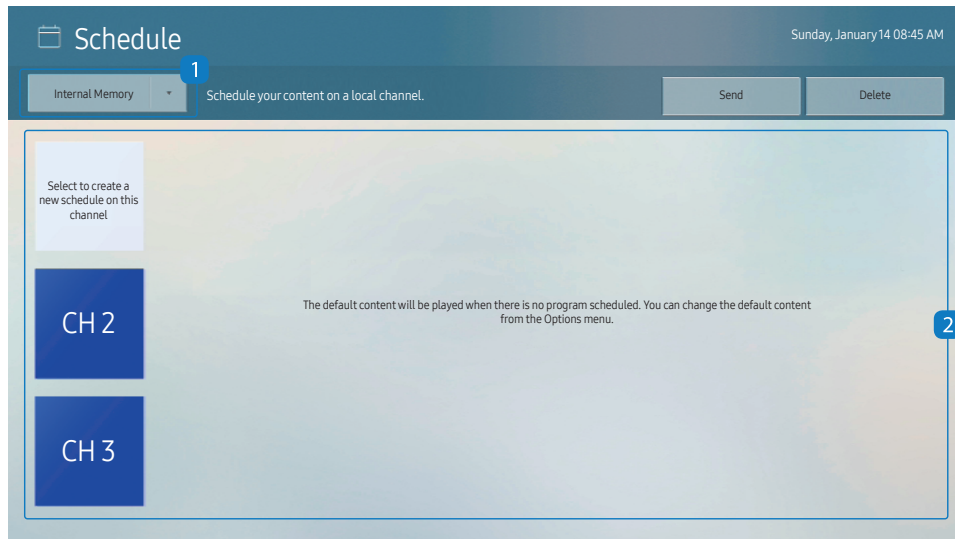 Schedule
Sunday, January 14 08:45 AM
1
Internal Memory
Schedule your content on a local channel.
Send
Delete
Select to create a
new schedule on this
channel
CH 2
The default content will be played when there is no program scheduled. You can change the default content
from the Options menu.
2
CH 3